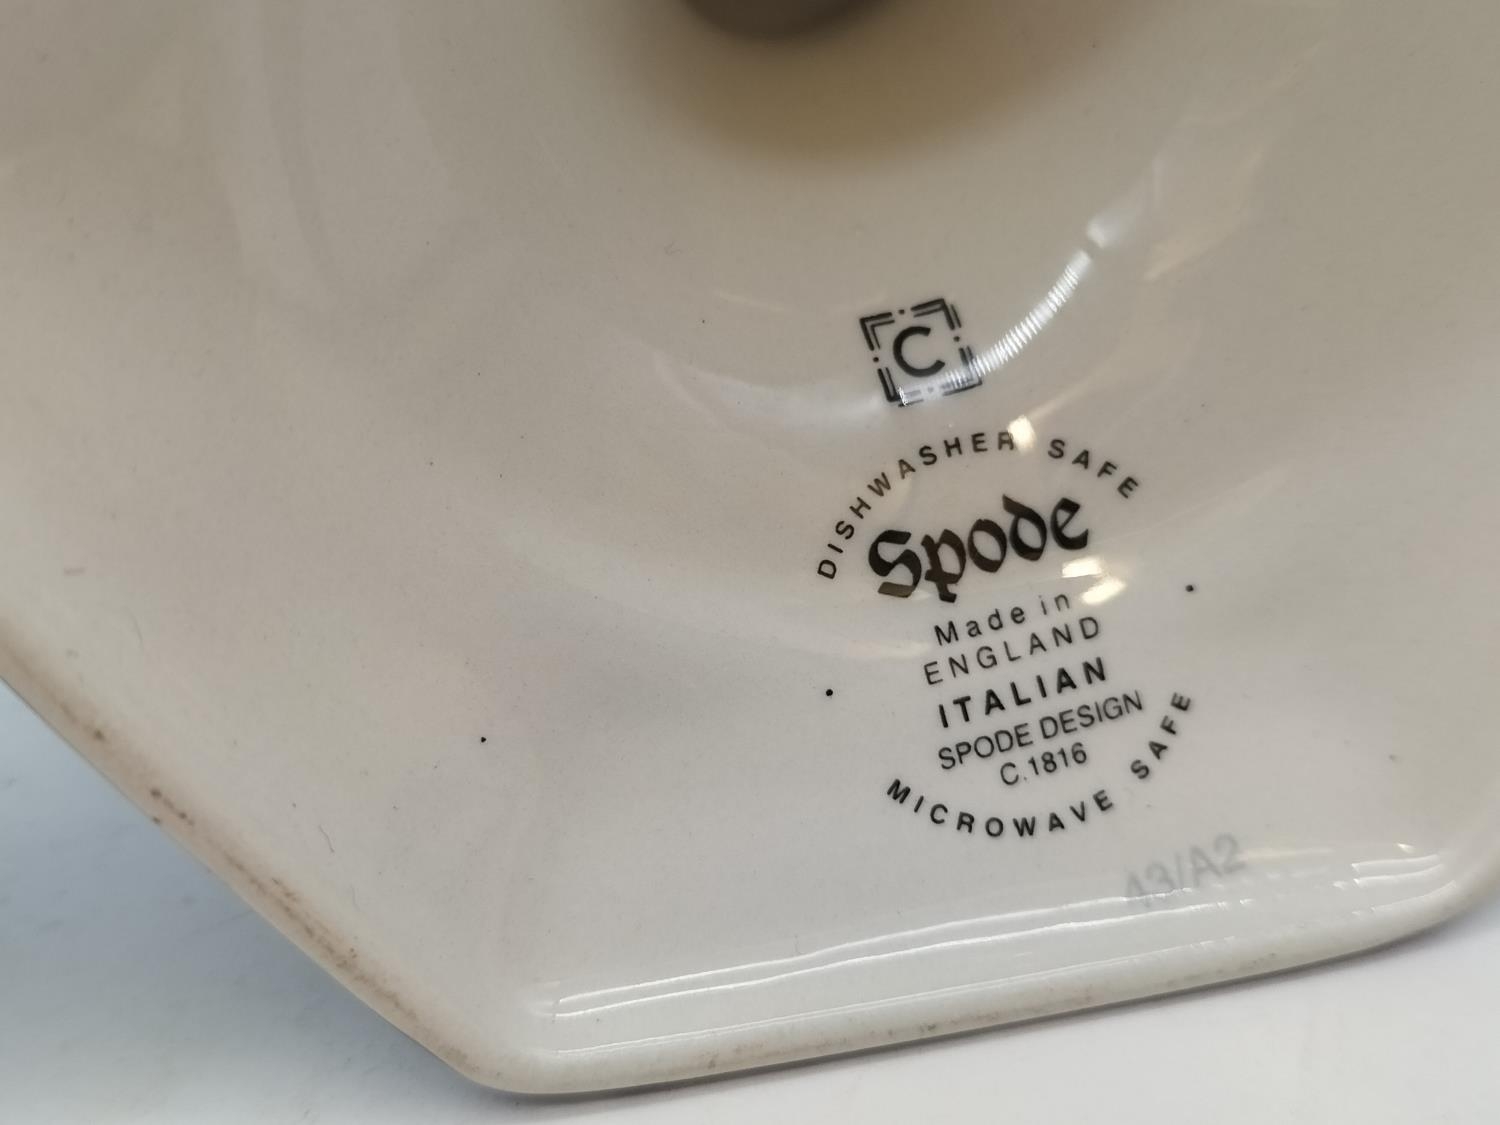 C
DISHWASHER SAFE
Spode
Made in
ENGLAND
ITALIAN
SPODE DESIGN
C.1816
MICROWAVE SAFE
43/A2